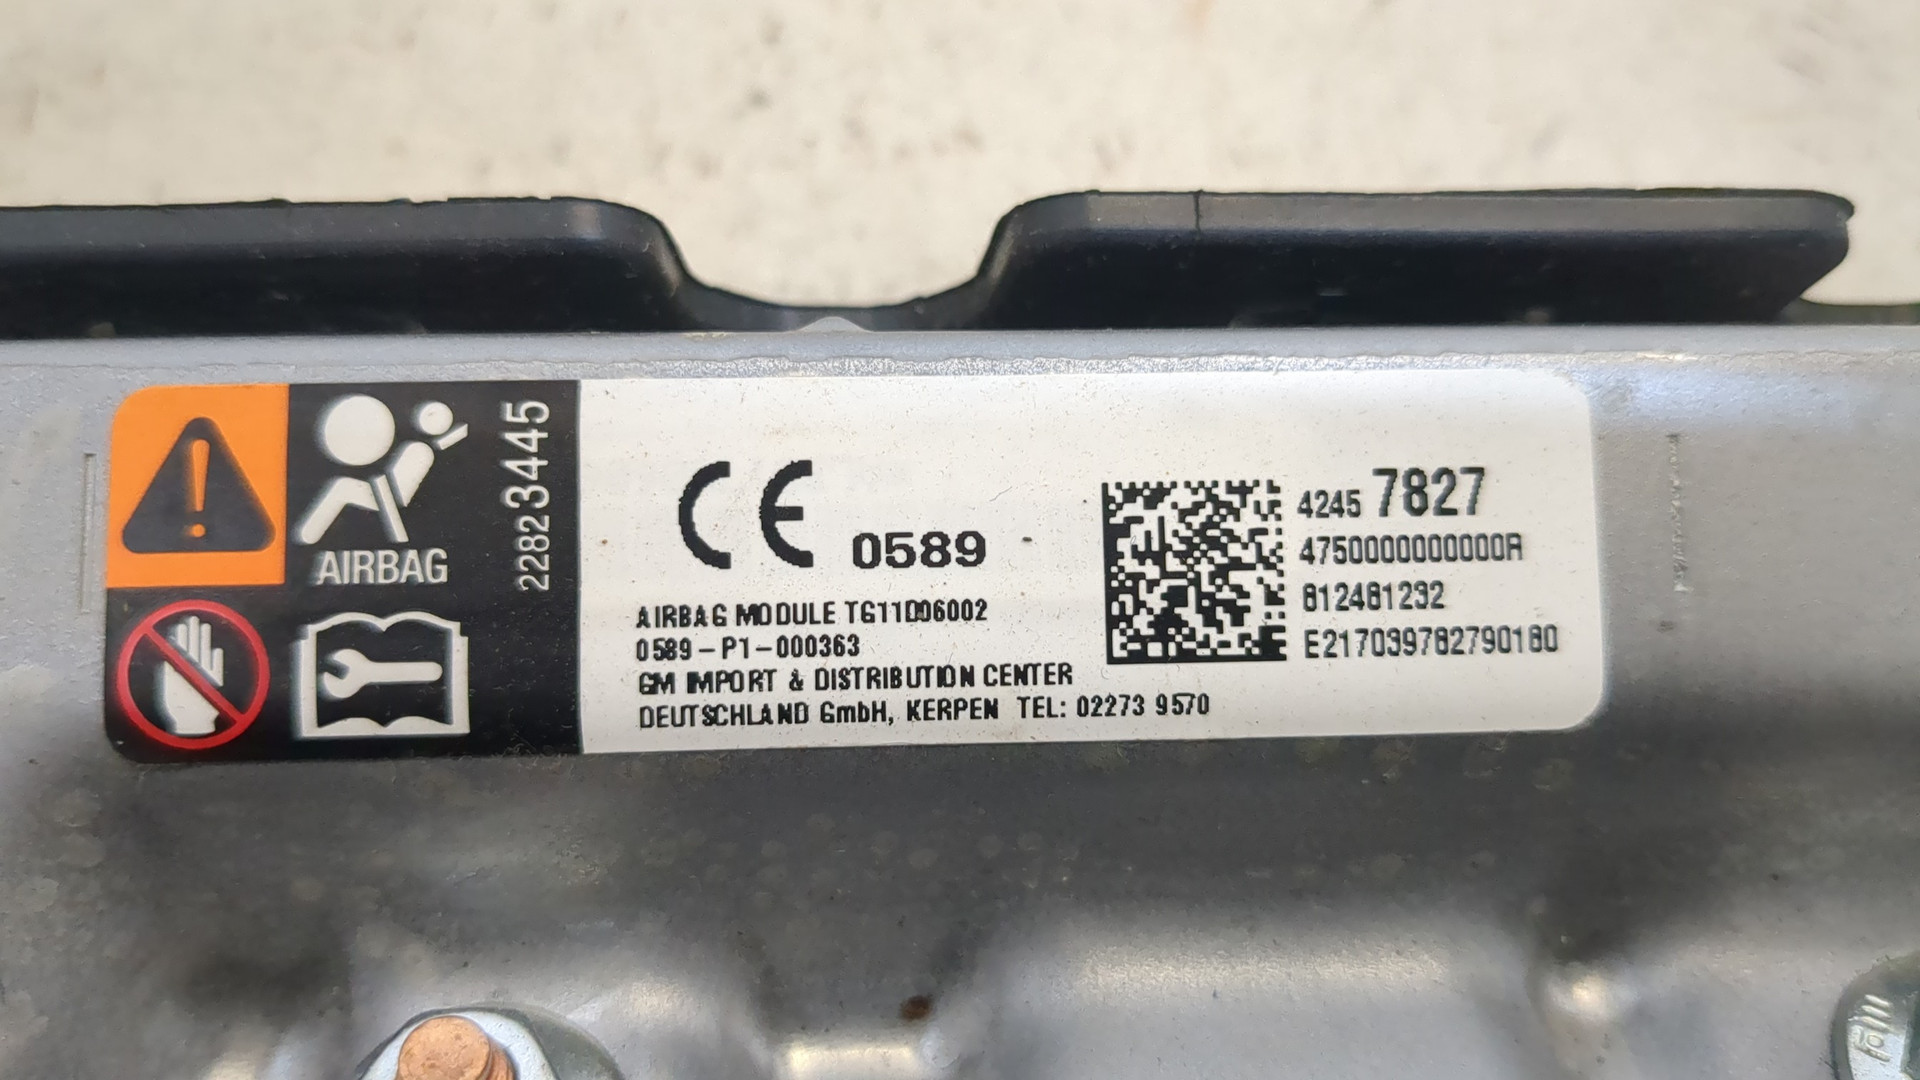 AIRBAG
22823445
CE 0589
AIRBAG MODULE TG11D06002
0589-P1-000363
GM IMPORT & DISTRIBUTION CENTER
DEUTSCHLAND GmbH, KERPEN TEL: 02273 9570
4245 7827
4750000000000R
812481232
E217039782790180